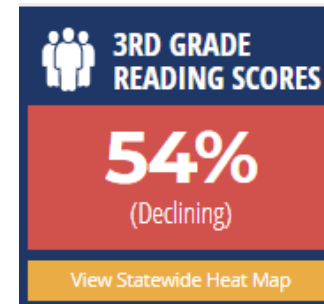 3RD GRADE
READING SCORES
54%
(Declining)
View Statewide Heat Map